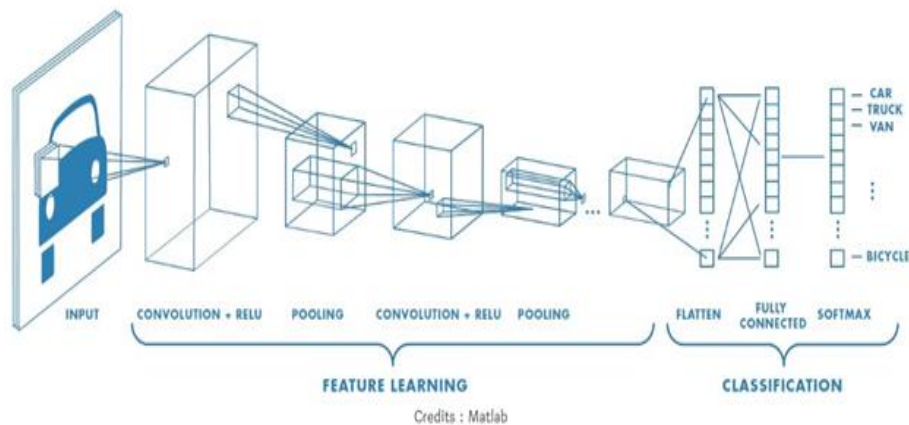 CAR
TRUCK
VAN
BICYCLE
INPUT
CONVOLUTION + RELU
POOLING
CONVOLUTION + RELU
POOLING
FLATTEN
FULLY
CONNECTED
SOFTMAX
FEATURE LEARNING
CLASSIFICATION
Credits : Matlab